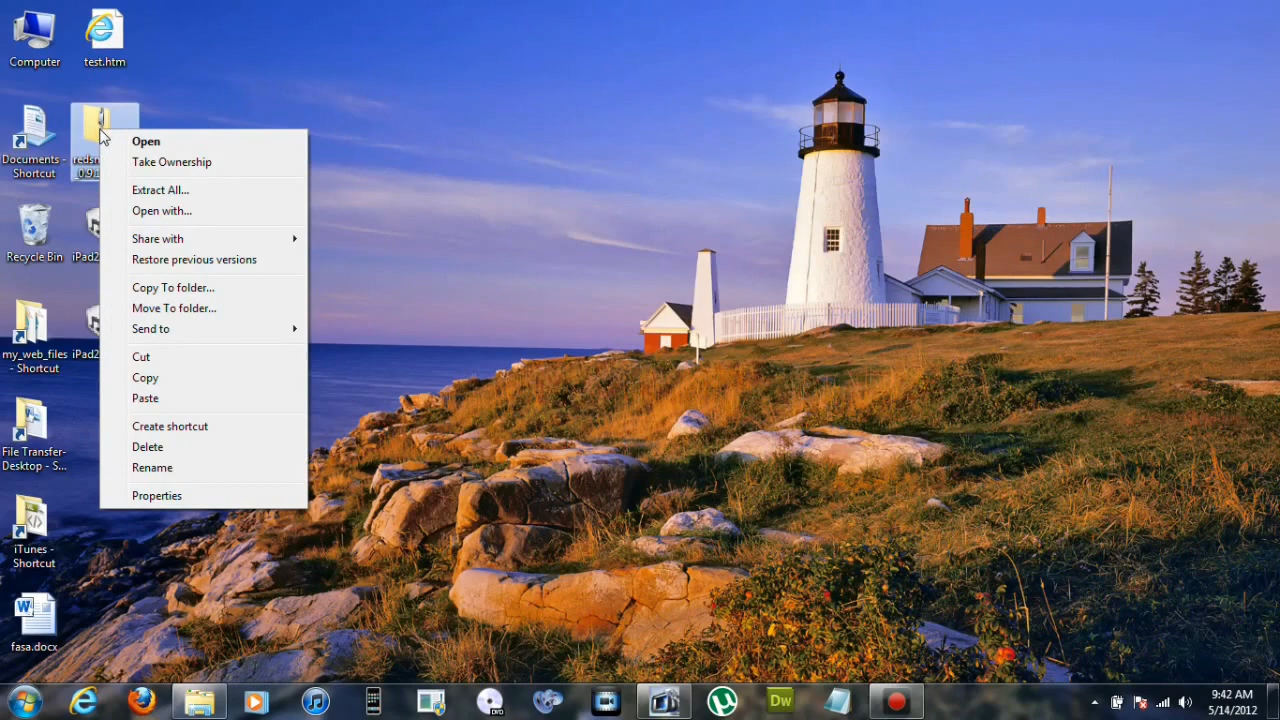 Computer
test.htm
Documents -
Shortcut
Recycle Bin
my_web_files
- Shortcut
File Transfer-
Desktop - S...
iTunes -
Shortcut
fasa.docx
Open
Take Ownership
Extract All...
Open with...
Share with
Restore previous versions
Copy To folder...
Move To folder...
Send to
Cut
Copy
Paste
Create shortcut
Delete
Rename
Properties
DVD
Dw
9:42 AM
5/14/2012